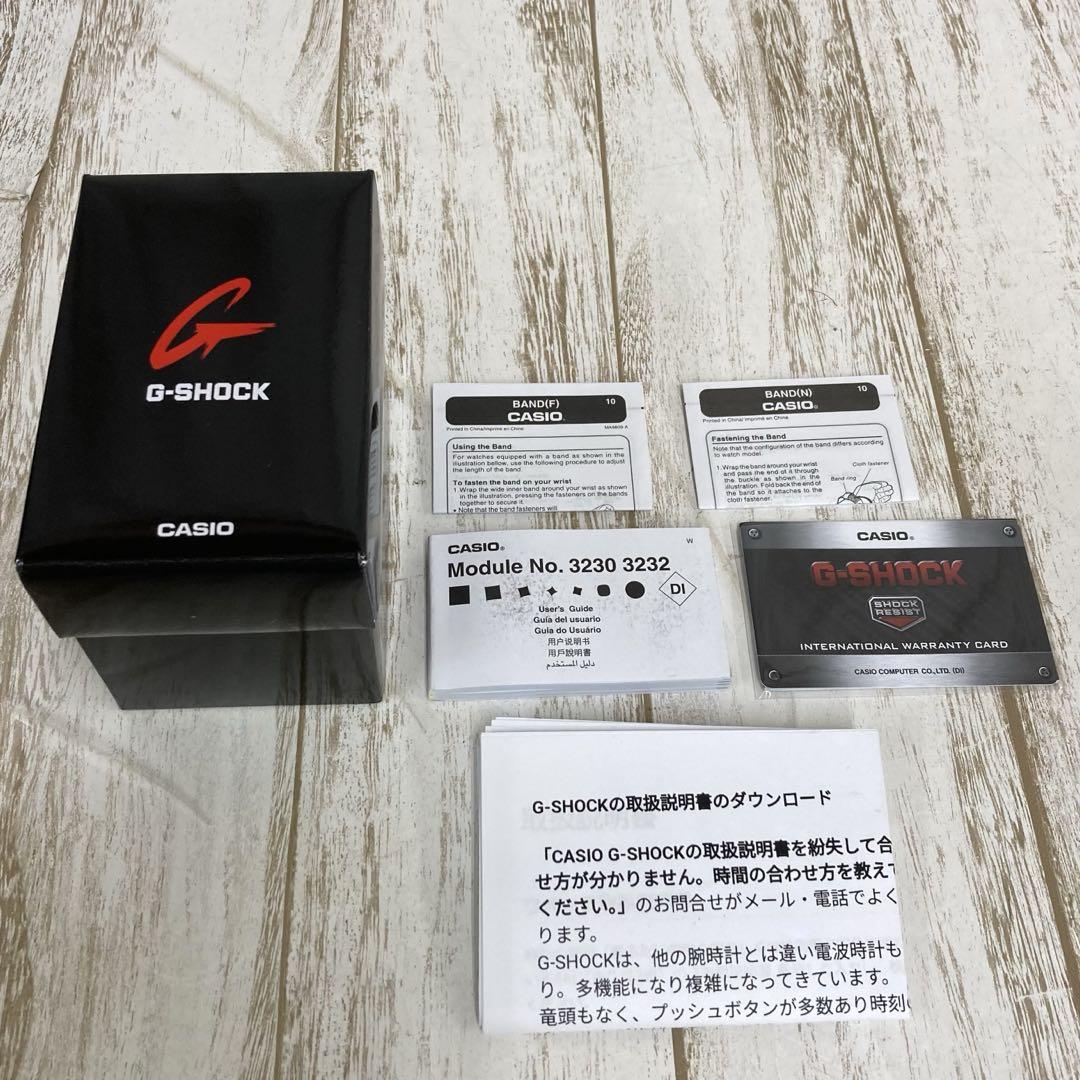 G-SHOCK
CASIO
BAND(F) 10
CASIO.
Printed in China/Imprimé en Chine MA9809-A
Using the Band
For watches equipped with a band as shown in the
illustration bellow, use the following procedure to adjust
the length of the band.
To fasten the band on your wrist
1. Wrap the wide inner band around your wrist as shown
in the illustration, pressing the fasteners on the bands
together to secure it.
• Note that the band fasteners will
BAND(N) 10
CASIO®
Printed in China/Imprimé en Chine
Fastening the Band
Note that the configuration of the band differs according
to watch model.
1. Wrap the band around your wrist
and pass the end of it through
the buckle as shown in the
illustration. Fold back the end of
the band so it attaches to the
cloth fastener.
Cloth fastener
Band ring
CASIO® W
Module No. 3230 3232
DI
User's Guide
Guía del usuario
Guia do Usuário
用户说明书
用戶說明書
دليل المستخدم
CASIO®
G-SHOCK
SHOCK
RESIST
INTERNATIONAL WARRANTY CARD
CASIO COMPUTER CO.,LTD. (DI)
G-SHOCKの取扱説明書のダウンロード
「CASIO G-SHOCKの取扱説明書を紛失して合
せ方が分かりません。時間の合わせ方を教えて
ください。」のお問合せがメール・電話でよく
ります。
G-SHOCKは、他の腕時計とは違い電波時計も
り。多機能になり複雑になってきています。
竜頭もなく、プッシュボタンが多数あり時刻の